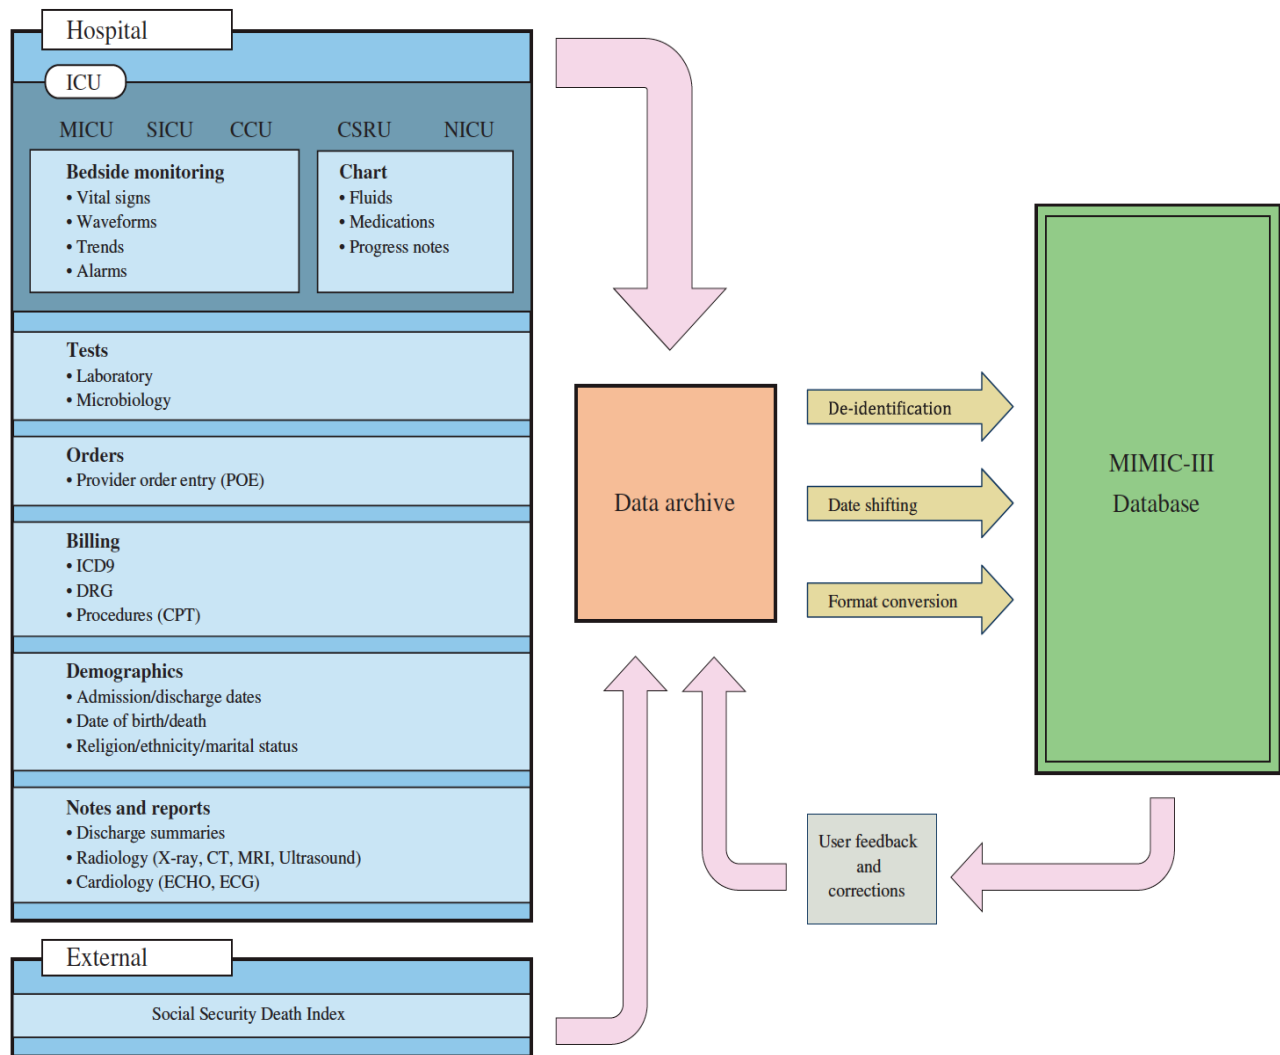 Hospital
ICU
MICU SICU CCU CSRU NICU
Bedside monitoring
• Vital signs
• Waveforms
• Trends
• Alarms
Chart
• Fluids
• Medications
• Progress notes
Tests
• Laboratory
• Microbiology
Orders
• Provider order entry (POE)
Billing
• ICD9
• DRG
• Procedures (CPT)
Demographics
• Admission/discharge dates
• Date of birth/death
• Religion/ethnicity/marital status
Notes and reports
• Discharge summaries
• Radiology (X-ray, CT, MRI, Ultrasound)
• Cardiology (ECHO, ECG)
External
Social Security Death Index
Data archive
De-identification
Date shifting
Format conversion
MIMIC-III
Database
User feedback
and
corrections